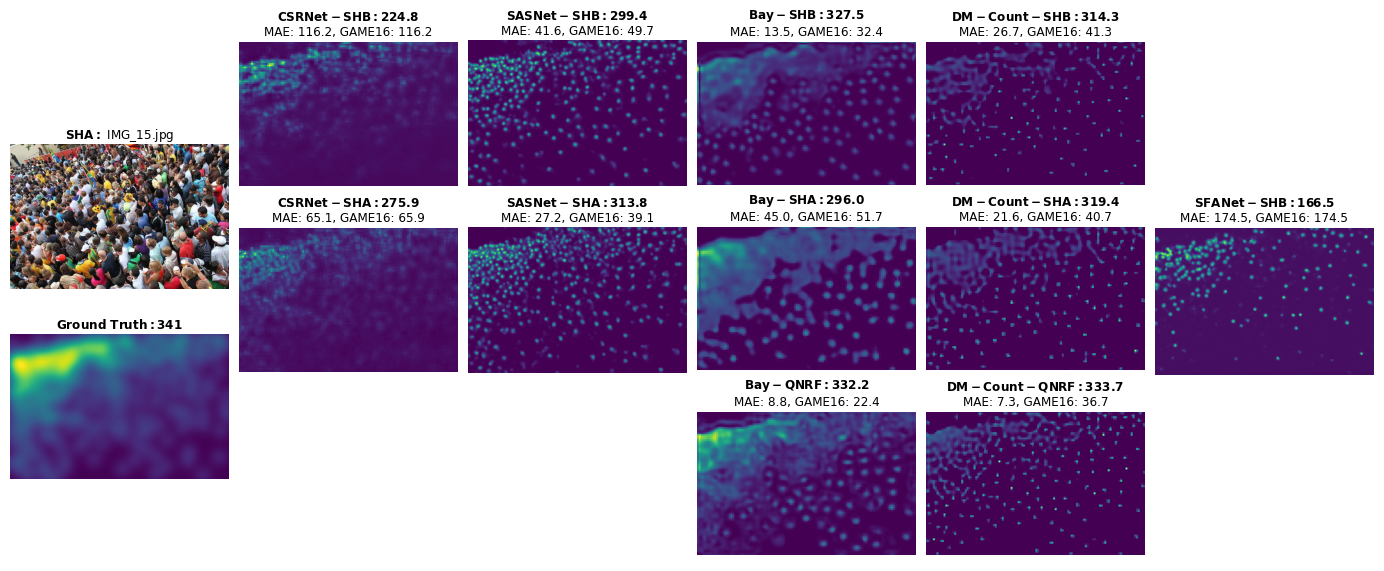 SHA: IMG_15.jpg
Ground Truth: 341
CSRNet-SHB: 224.8
MAE: 116.2, GAME16: 116.2
CSRNet-SHA: 275.9
MAE: 65.1, GAME16: 65.9
SASNet-SHB: 299.4
MAE: 41.6, GAME16: 49.7
SASNet-SHA: 313.8
MAE: 27.2, GAME16: 39.1
Bay-SHB: 327.5
MAE: 13.5, GAME16: 32.4
Bay-SHA: 296.0
MAE: 45.0, GAME16: 51.7
Bay-QNRF: 332.2
MAE: 8.8, GAME16: 22.4
DM-Count-SHB: 314.3
MAE: 26.7, GAME16: 41.3
DM-Count-SHA: 319.4
MAE: 21.6, GAME16: 40.7
DM-Count-QNRF: 333.7
MAE: 7.3, GAME16: 36.7
SFANet-SHB: 166.5
MAE: 174.5, GAME16: 174.5